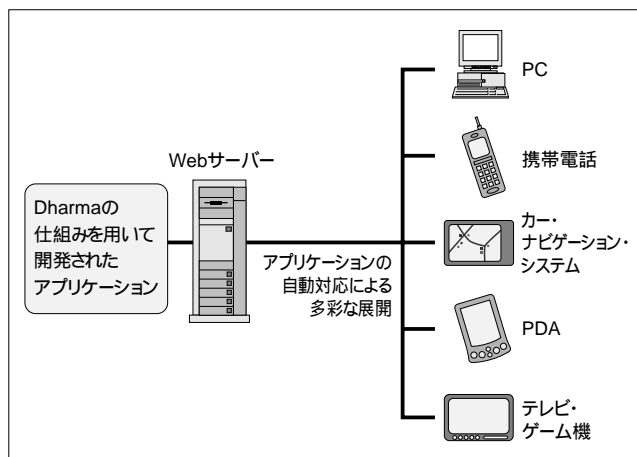 Webサーバー
Dharmaの
仕組みを用いて
開発された
アプリケーション
アプリケーションの
自動対応による
多彩な展開
PC
携帯電話
カー・
ナビゲーション・
システム
PDA
テレビ・
ゲーム機